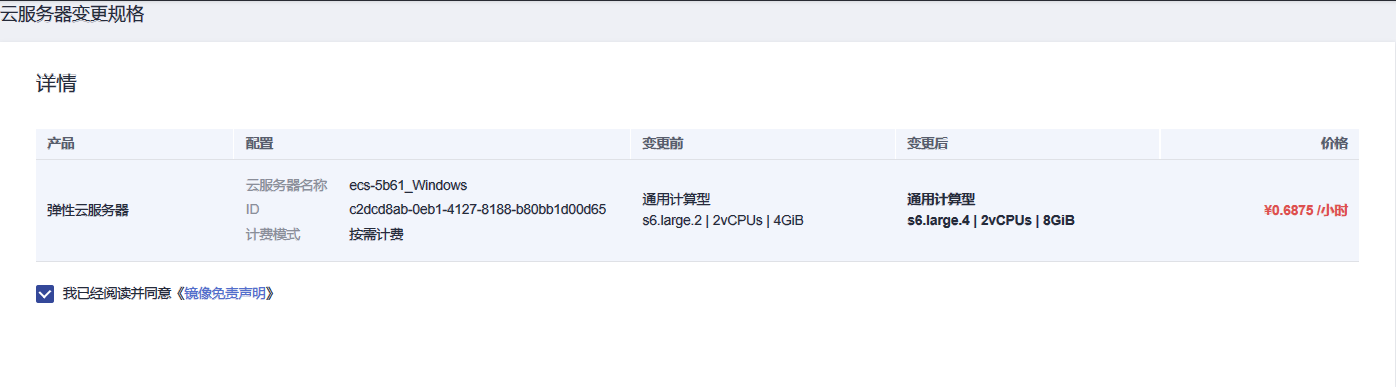 云服务器变更规格
详情
产品 配置 变更前 变更后 价格
弹性云服务器
云服务器名称 ecs-5b61_Windows
ID c2dcd8ab-0eb1-4127-8188-b80bb1d00d65
计费模式 按需计费
通用计算型
s6.large.2 | 2vCPUs | 4GiB
通用计算型
s6.large.4 | 2vCPUs | 8GiB
¥0.6875 /小时
我已经阅读并同意《镜像免责声明》